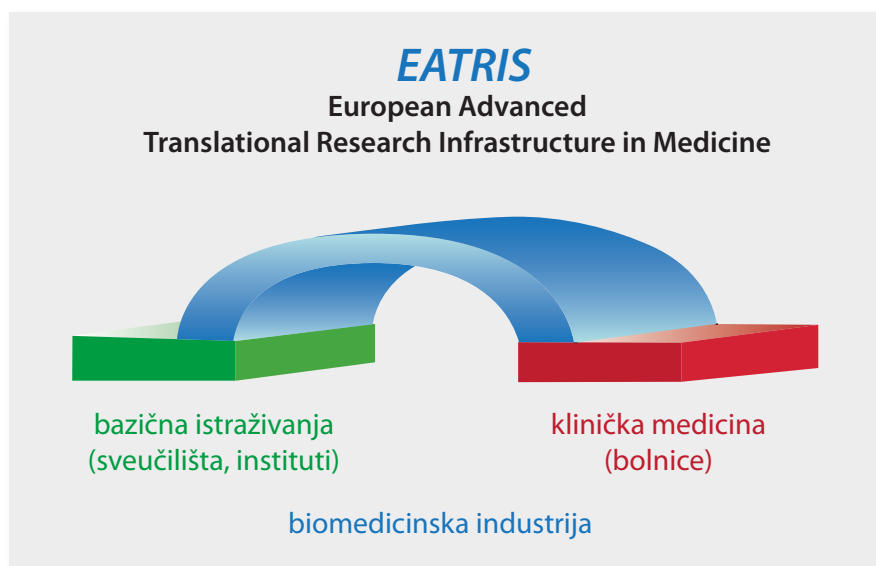 EATRIS
European Advanced
Translational Research Infrastructure in Medicine
bazična istraživanja
(sveučilišta, instituti)
klinička medicina
(bolnice)
biomedicinska industrija